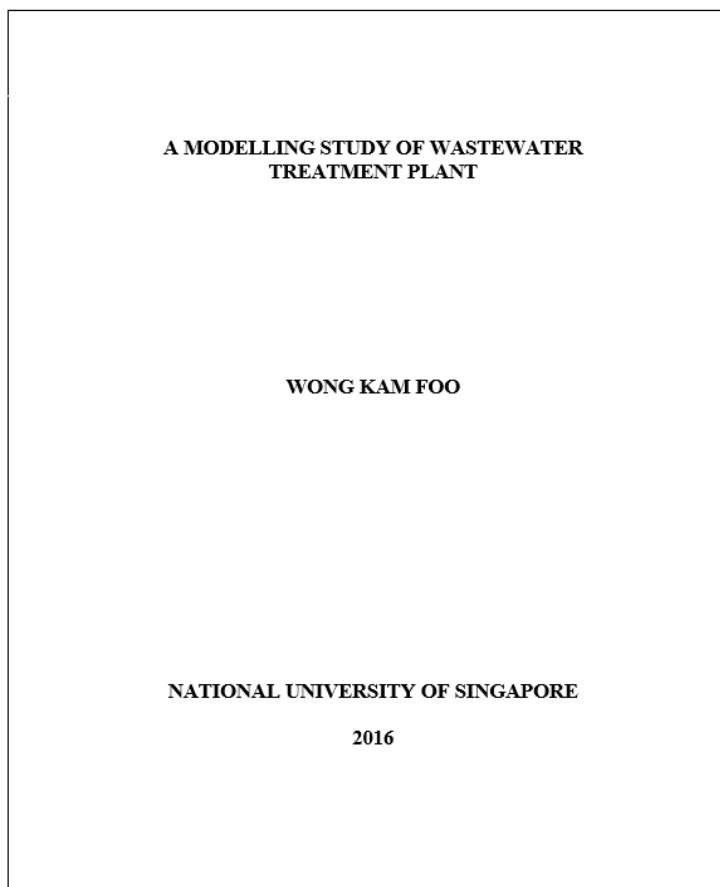 A MODELLING STUDY OF WASTEWATER
TREATMENT PLANT
WONG KAM FOO
NATIONAL UNIVERSITY OF SINGAPORE
2016